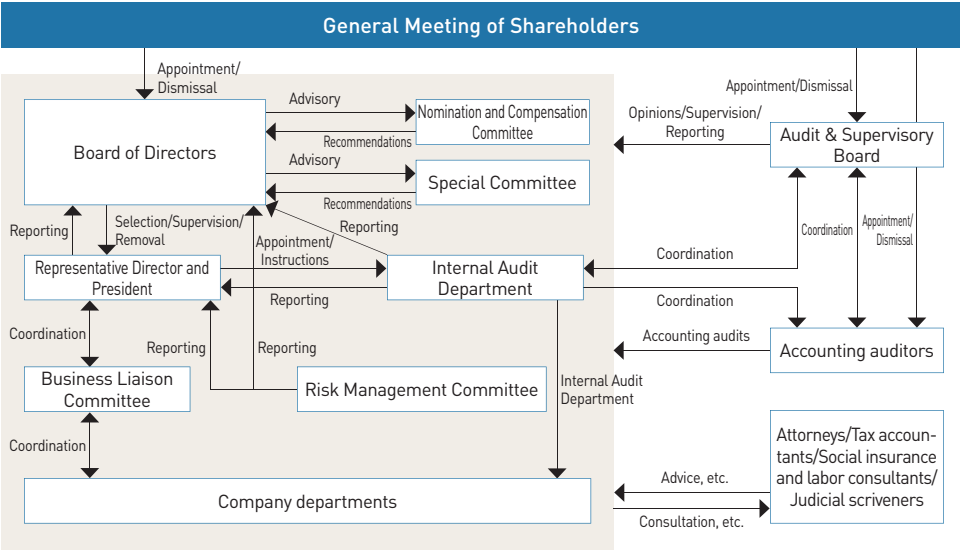 General Meeting of Shareholders
Appointment/
Dismissal
Appointment/Dismissal
Board of Directors
Advisory
Recommendations
Nomination and Compensation
Committee
Opinions/Supervision/
Reporting
Audit & Supervisory
Board
Advisory
Recommendations
Special Committee
Reporting
Selection/Supervision/
Removal
Appointment/
Instructions
Reporting
Coordination
Appointment/
Dismissal
Representative Director and
President
Reporting
Internal Audit
Department
Coordination
Coordination
Coordination
Reporting
Reporting
Accounting audits
Accounting auditors
Business Liaison
Committee
Risk Management Committee
Internal Audit
Department
Coordination
Attorneys/Tax accoun-
tants/Social insurance
and labor consultants/
Judicial scriveners
Company departments
Advice, etc.
Consultation, etc.